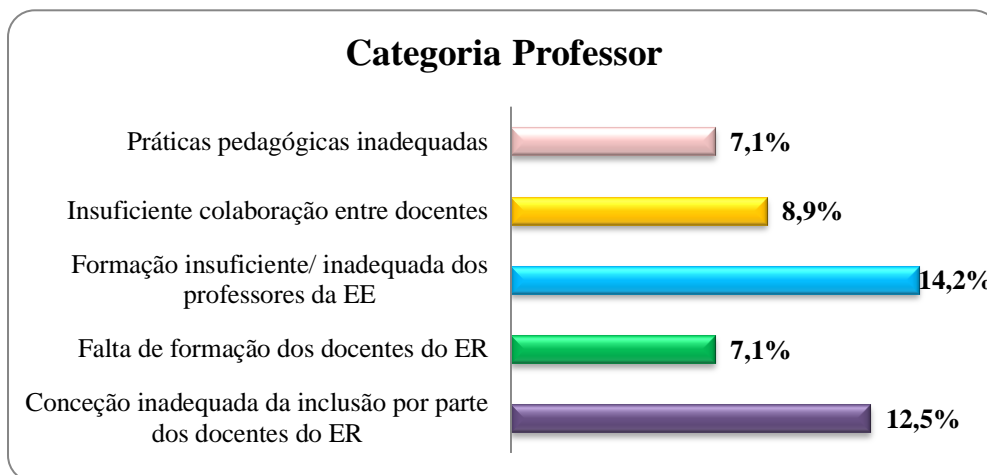 Categoria Professor
Práticas pedagógicas inadequadas
7,1%
Insuficiente colaboração entre docentes
8,9%
Formação insuficiente/ inadequada dos
professores da EE
14,2%
Falta de formação dos docentes do ER
7,1%
Conceção inadequada da inclusão por parte
dos docentes do ER
12,5%